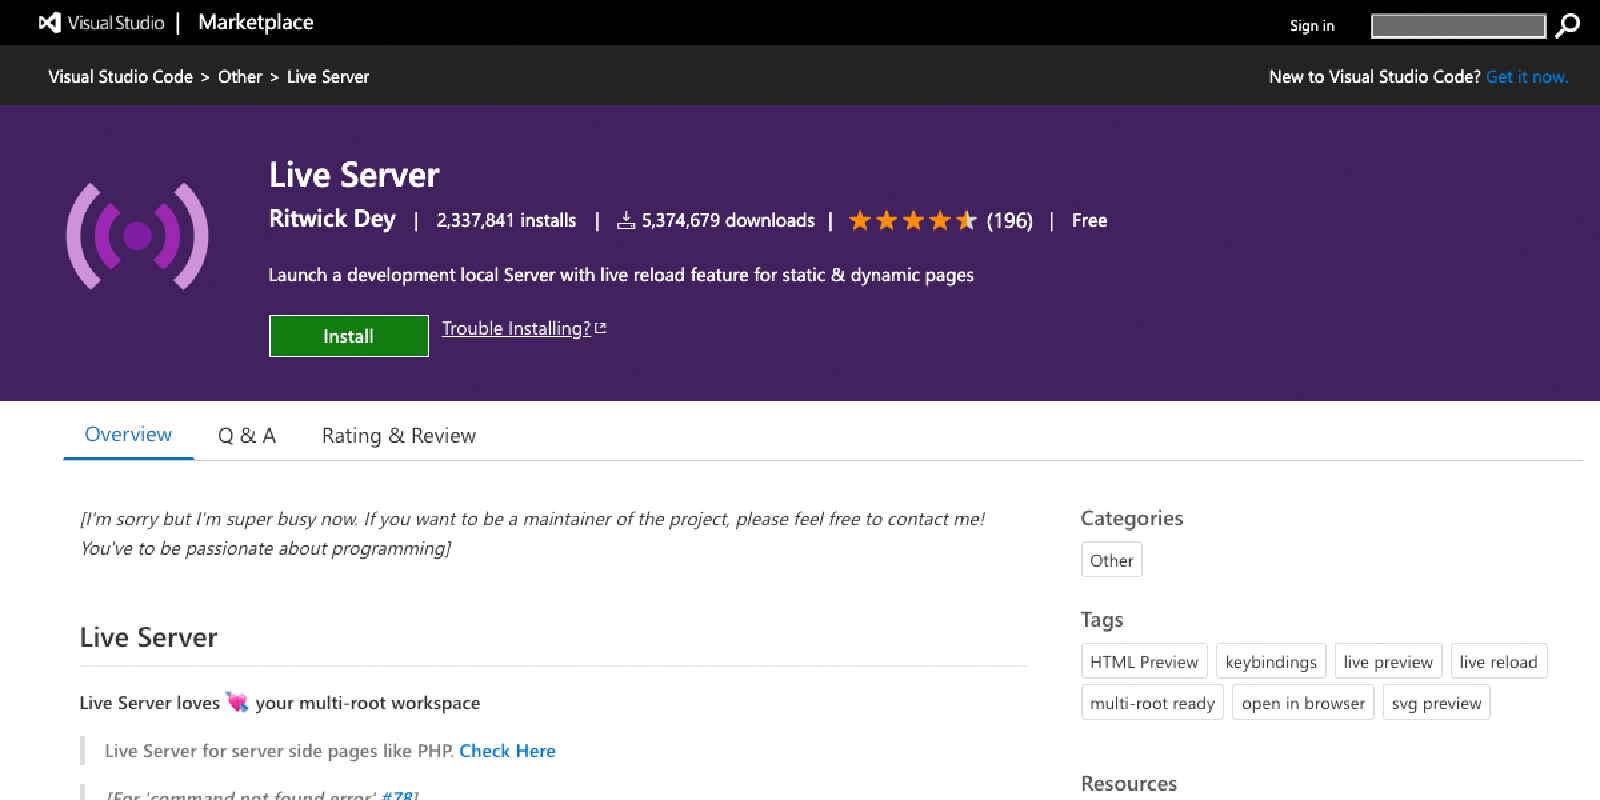 Visual Studio | Marketplace
Sign in
Visual Studio Code > Other > Live Server
New to Visual Studio Code? Get it now.
Live Server
Ritwick Dey | 2,337,841 installs | 5,374,679 downloads | (196) | Free
Launch a development local Server with live reload feature for static & dynamic pages
Install
Trouble Installing?
Overview
Q & A
Rating & Review
[I'm sorry but I'm super busy now. If you want to be a maintainer of the project, please feel free to contact me!
You've to be passionate about programming]
Live Server
Live Server loves 💘 your multi-root workspace
Live Server for server side pages like PHP. Check Here
[For 'command not found error' #78]
Categories
Other
Tags
HTML Preview
keybindings
live preview
live reload
multi-root ready
open in browser
svg preview
Resources